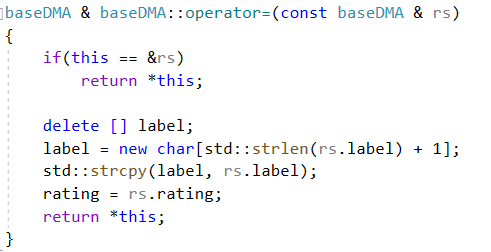 baseDMA & baseDMA::operator=(const baseDMA & rs)
{
    if(this == &rs)
        return *this;

    delete [] label;
    label = new char[std::strlen(rs.label) + 1];
    std::strcpy(label, rs.label);
    rating = rs.rating;
    return *this;
}